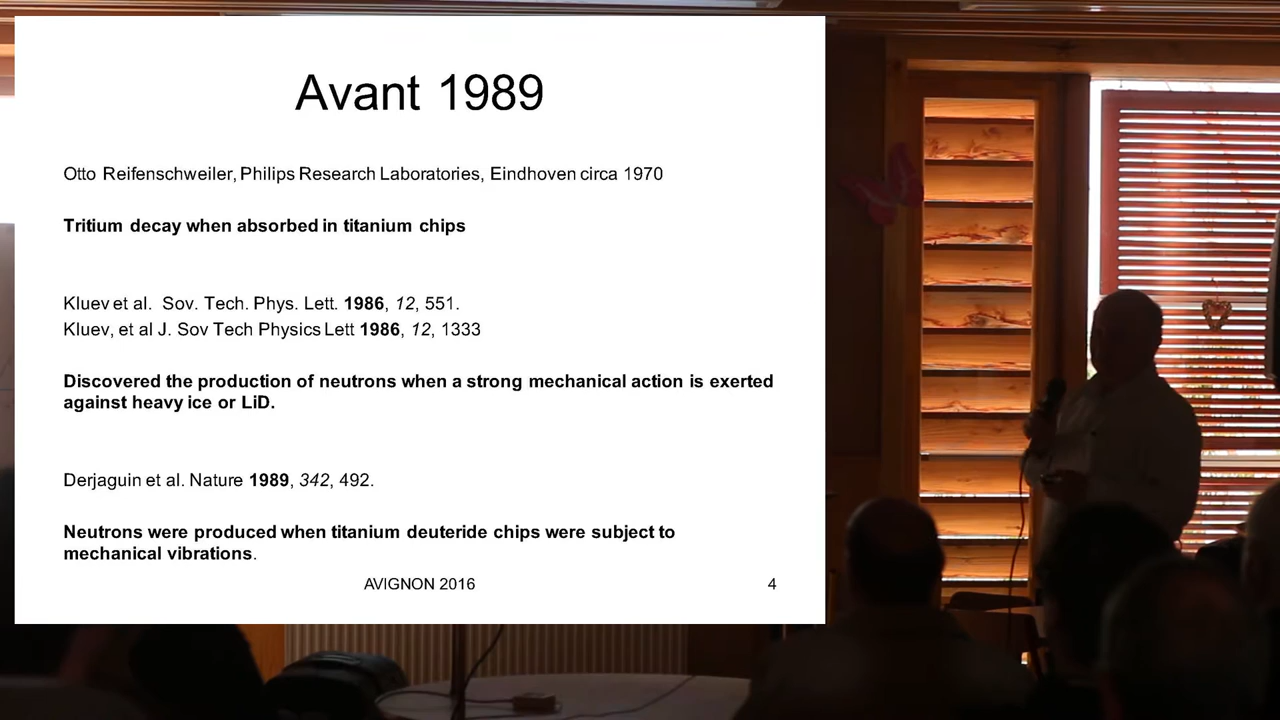 Avant 1989
Otto Reifenschweiler, Philips Research Laboratories, Eindhoven circa 1970
Tritium decay when absorbed in titanium chips
Kluev et al. Sov. Tech. Phys. Lett. 1986, 12, 551.
Kluev, et al J. Sov Tech Physics Lett 1986, 12, 1333
Discovered the production of neutrons when a strong mechanical action is exerted
against heavy ice or LiD.
Derjaguin et al. Nature 1989, 342, 492.
Neutrons were produced when titanium deuteride chips were subject to
mechanical vibrations.
AVIGNON 2016 4